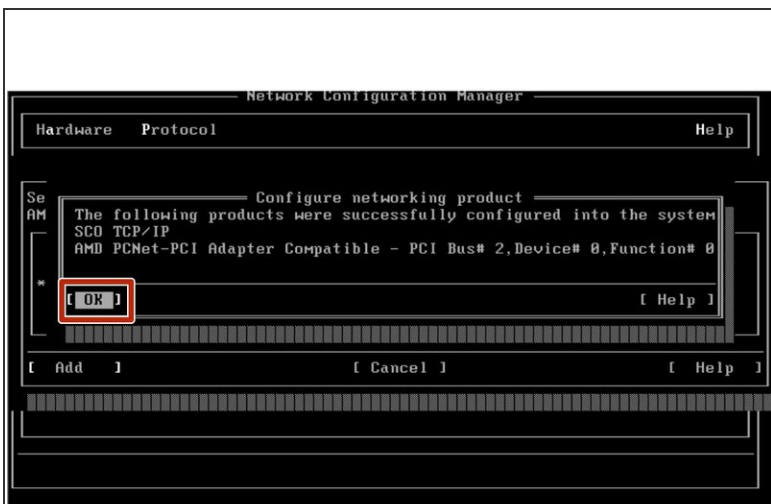 Network Configuration Manager
Hardware Protocol Help
Se
AM
Configure networking product
The following products were successfully configured into the system
SCO TCP/IP
AMD PCNet-PCI Adapter Compatible - PCI Bus# 2,Device# 0,Function# 0
*
[ OK ] [ Help ]
[ Add ] [ Cancel ] [ Help ]